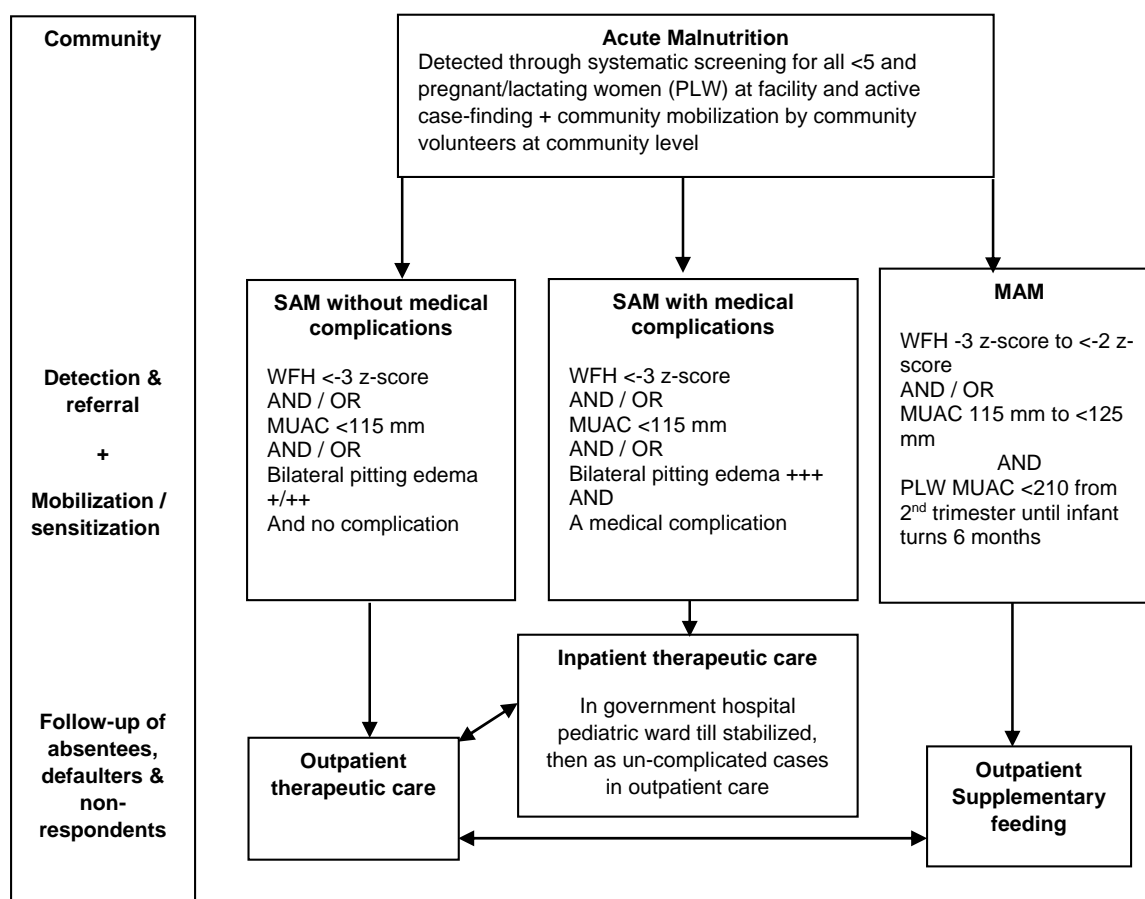 Community
Detection &
referral
+
Mobilization /
sensitization
Follow-up of
absentees,
defaulters &
non-
respondents
Acute Malnutrition
Detected through systematic screening for all <5 and
pregnant/lactating women (PLW) at facility and active
case-finding + community mobilization by community
volunteers at community level
SAM without medical
complications
WFH <-3 z-score
AND / OR
MUAC <115 mm
AND / OR
Bilateral pitting edema
+/++
And no complication
SAM with medical
complications
WFH <-3 z-score
AND / OR
MUAC <115 mm
AND / OR
Bilateral pitting edema +++
AND
A medical complication
MAM
WFH -3 z-score to <-2 z-
score
AND / OR
MUAC 115 mm to <125
mm
AND
PLW MUAC <210 from
2nd trimester until infant
turns 6 months
Outpatient
therapeutic care
Inpatient therapeutic care
In government hospital
pediatric ward till stabilized,
then as un-complicated cases
in outpatient care
Outpatient
Supplementary
feeding